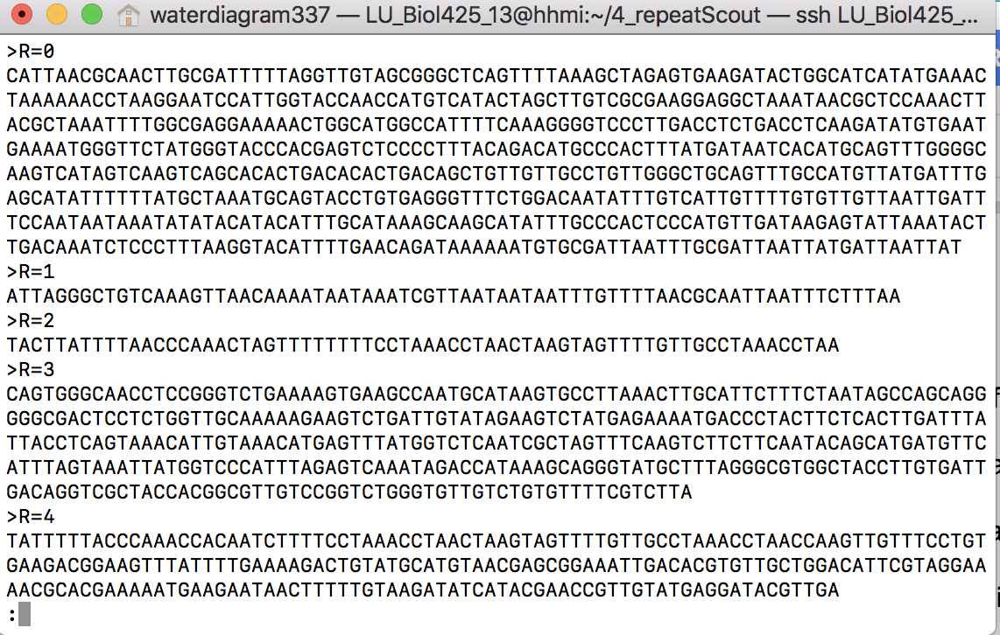 waterdiagram337 — LU_Biol425_13@hhmi:~/4_repeatScout — ssh LU_Biol425_...
>R=0
CATTAACGCAACTTGCGATTTTTAGGTTGTAGCGGGCTCAGTTTTAAAGCTAGAGTGAAGATACTGGCATCATATGAAAC
TAAAAAACCTAAGGAATCCATTGGTACCAACCATGTCATACTAGCTTGTCGCGAAGGAGGCTAAATAACGCTCCAAACTT
ACGCTAAATTTTGGCGAGGAAAAACTGGCATGGCCATTTTCAAAGGGGTCCCTTGACCTCTGACCTCAAGATATGTGAAT
GAAAATGGGTTCTATGGGTACCCACGAGTCTCCCCTTTACAGACATGCCCACTTTATGATAATCACATGCAGTTTGGGGC
AAGTCATAGTCAAGTCAGCACACTGACACACTGACAGCTGTTGTTGCCTGTTGGGCTGCAGTTTGCCATGTTATGATTTG
AGCATATTTTTTATGCTAAATGCAGTACCTGTGAGGGTTTCTGGACAATATTTGTCATTGTTTTGTGTTGTTAATTGATT
TCCAATAATAAATATATACATACATTTGCATAAAGCAAGCATATTTGCCCACTCCCATGTTGATAAGAGTATTAAATACT
TGACAAATCTCCCTTTAAGGTACATTTTGAACAGATAAAAAATGTGCGATTAATTTGCGATTAATTATGATTAATTAT
>R=1
ATTAGGGCTGTCAAAGTTAACAAAATAATAAATCGTTAATAATAATTTGTTTTAACGCAATTAATTTCTTTAA
>R=2
TACTTATTTTAACCCAAACTAGTTTTTTTTCCTAAACCTAACTAAGTAGTTTTGTTGCCTAAACCTAA
>R=3
CAGTGGGCAACCTCCGGGTCTGAAAAGTGAAGCCAATGCATAAGTGCCTTAAACTTGCATTCTTTCTAATAGCCAGCAGG
GGGCGACTCCTCTGGTTGCAAAAAGAAGTCTGATTGTATAGAAGTCTATGAGAAAATGACCCTACTTCTCACTTGATTTA
TTACCTCAGTAAACATTGTAAACATGAGTTTATGGTCTCAATCGCTAGTTTCAAGTCTTCTTCAATACAGCATGATGTTC
ATTTAGTAAATTATGGTCCCATTTAGAGTCAAATAGACCATAAAGCAGGGTATGCTTTAGGGCGTGGCTACCTTGTGATT
GACAGGTCGCTACCACGGCGTTGTCCGGTCTGGGTGTTGTCTGTGTTTTCGTCTTA
>R=4
TATTTTTACCCAAACCACAATCTTTTCCTAAACCTAACTAAGTAGTTTTGTTGCCTAAACCTAACCAAGTTGTTTCCTGT
GAAGACGGAAGTTTATTTTGAAAAGACTGTATGCATGTAACGAGCGGAAATTGACACGTGTTGCTGGACATTCGTAGGAA
AACGCACGAAAAATGAAGAATAACTTTTTGTAAGATATCATACGAACCGTTGTATGAGGATACGTTGA
: